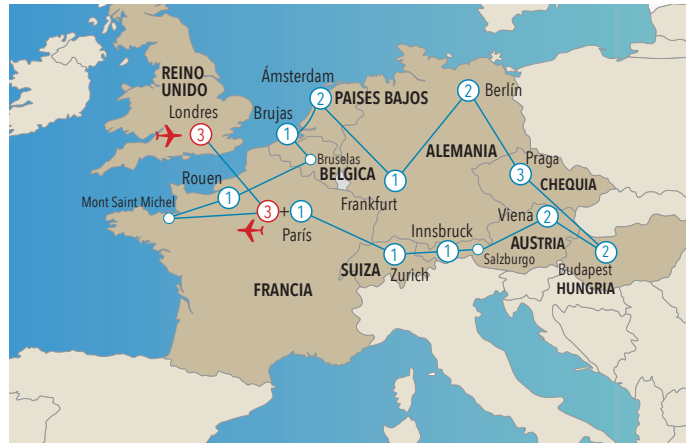 REINO
UNIDO
Londres
3
Ámsterdam
2
PAISES BAJOS
Berlín
2
Brujas
1
Bruselas
BELGICA
ALEMANIA
Praga
3
CHEQUIA
Rouen
1
Mont Saint Michel
Frankfurt
1
3
+
1
París
Viena
2
Innsbruck
1
AUSTRIA
Salzburgo
SUIZA
1
Zurich
2
Budapest
HUNGRIA
FRANCIA